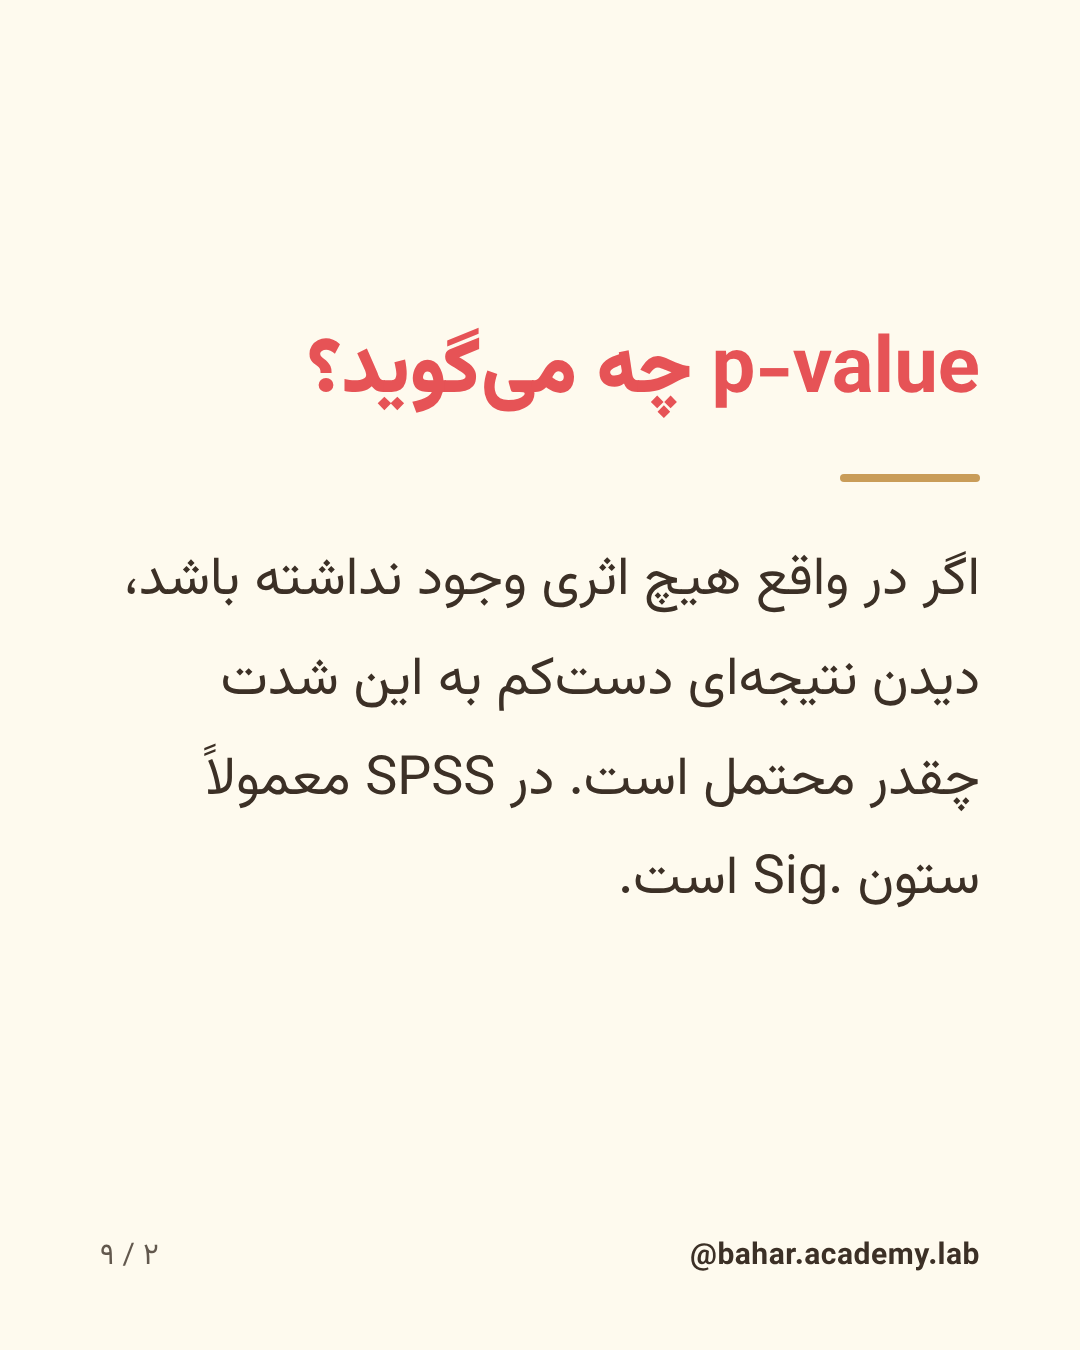 p-value چه می‌گوید؟
اگر در واقع هیچ اثری وجود نداشته باشد،
دیدن نتیجه‌ای دست‌کم به این شدت
چقدر محتمل است. در SPSS معمولاً
ستون Sig. است.
@bahar.academy.lab
۲ / ۹